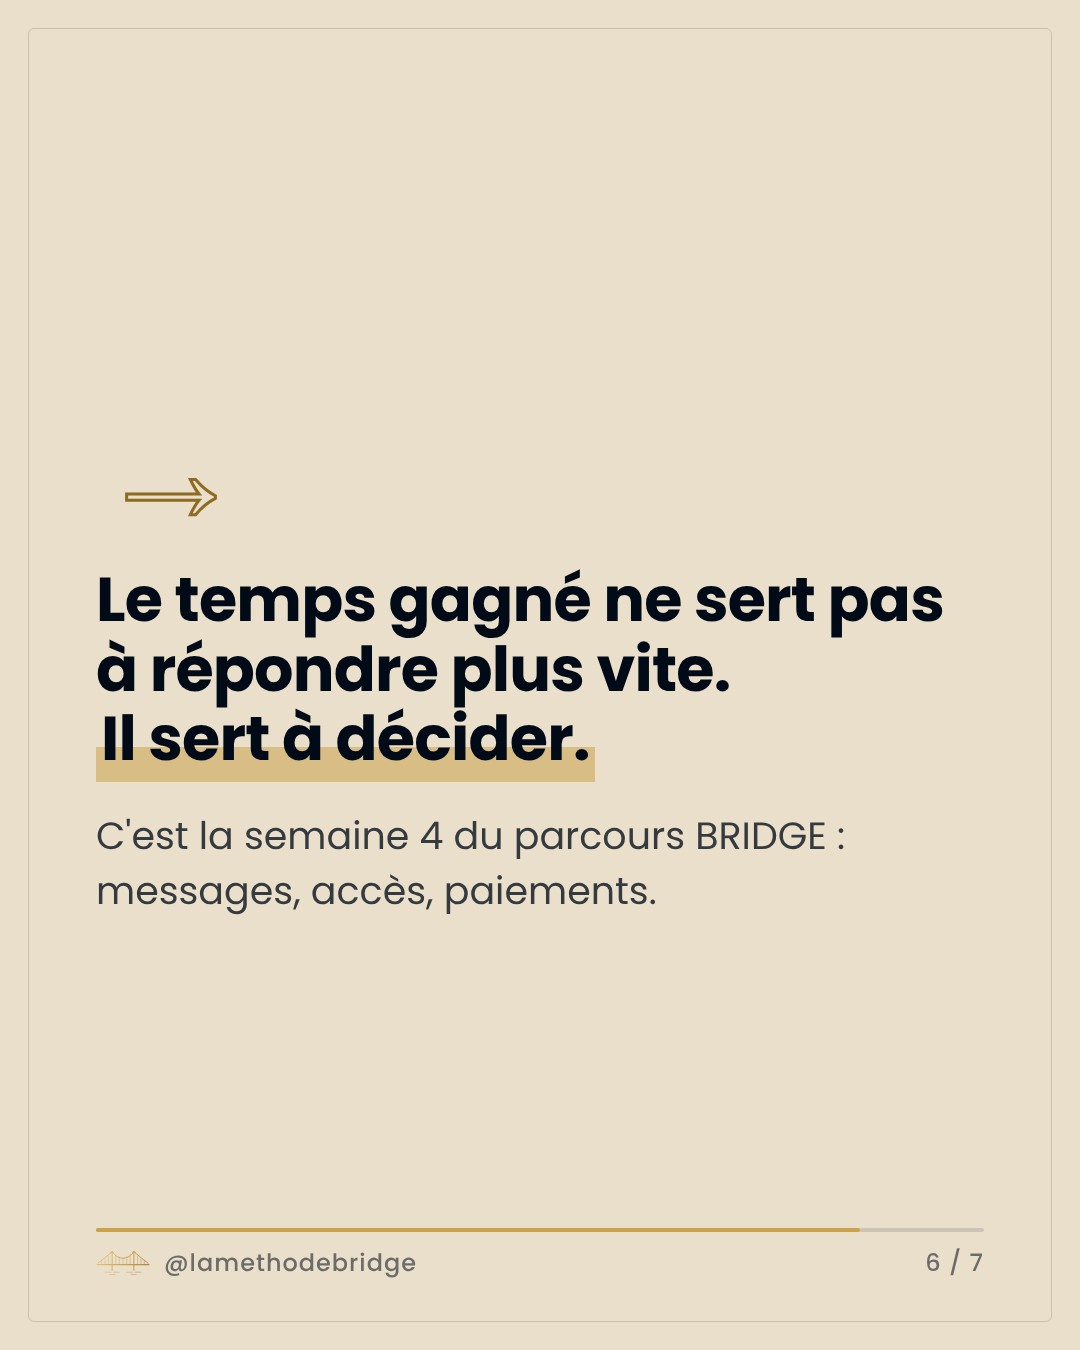 Le temps gagné ne sert pas
à répondre plus vite.
Il sert à décider.
C'est la semaine 4 du parcours BRIDGE :
messages, accès, paiements.
@lamethodebridge
6 / 7